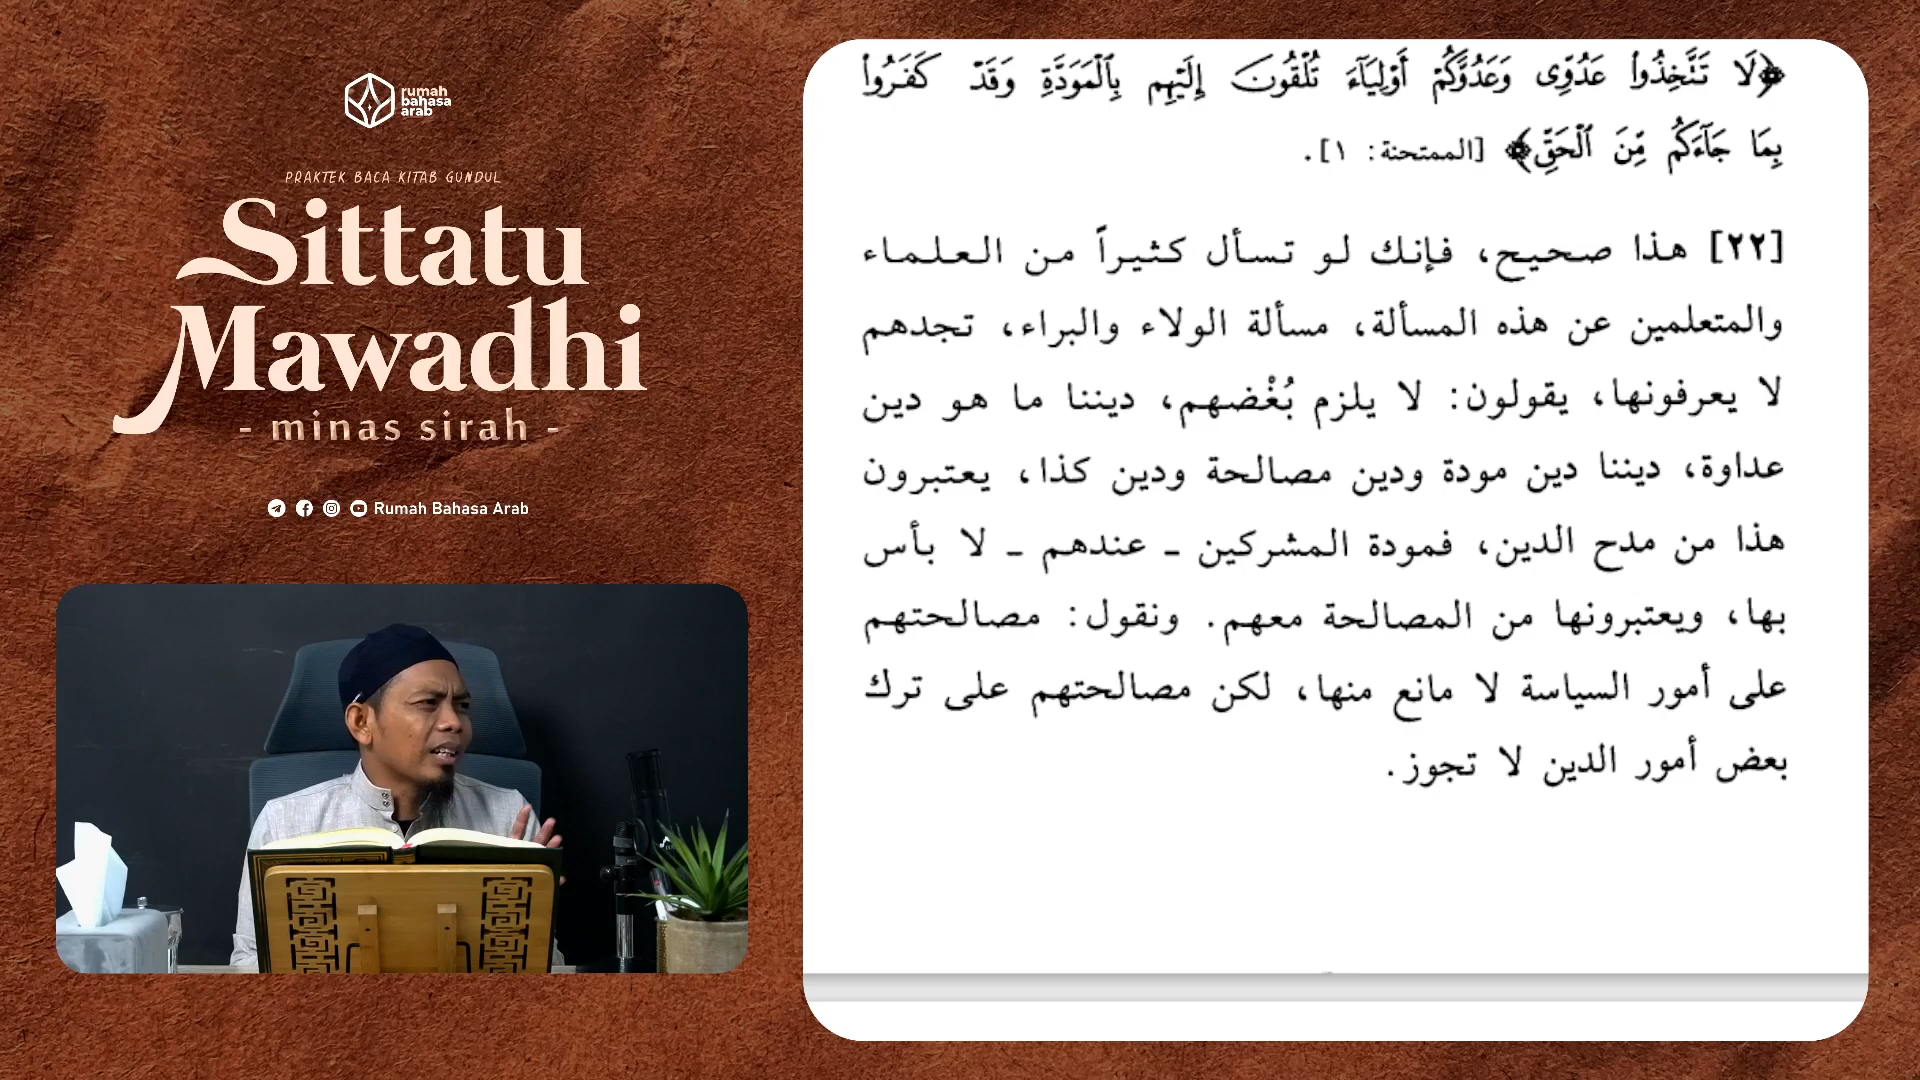 rumah
bahasa
arab
PRAKTEK BACA KITAB GUNDUL
Sittatu
Mawadhi
- minas sirah -
Rumah Bahasa Arab
﴿لَا تَتَّخِذُوا۟ عَدُوِّى وَعَدُوَّكُمْ أَوْلِيَآءَ تُلْقُونَ إِلَيْهِم بِٱلْمَوَدَّةِ وَقَدْ كَفَرُوا۟
بِمَا جَآءَكُم مِّنَ ٱلْحَقِّ﴾ [الممتحنة: ١].
[٢٢] هذا صحيح، فإنك لو تسأل كثيراً من العلماء
والمتعلمين عن هذه المسألة، مسألة الولاء والبراء، تجدهم
لا يعرفونها، يقولون: لا يلزم بُغْضهم، ديننا ما هو دين
عداوة، ديننا دين مودة ودين مصالحة ودين كذا، يعتبرون
هذا من مدح الدين، فمودة المشركين ـ عندهم ـ لا بأس
بها، ويعتبرونها من المصالحة معهم. ونقول: مصالحتهم
على أمور السياسة لا مانع منها، لكن مصالحتهم على ترك
بعض أمور الدين لا تجوز.